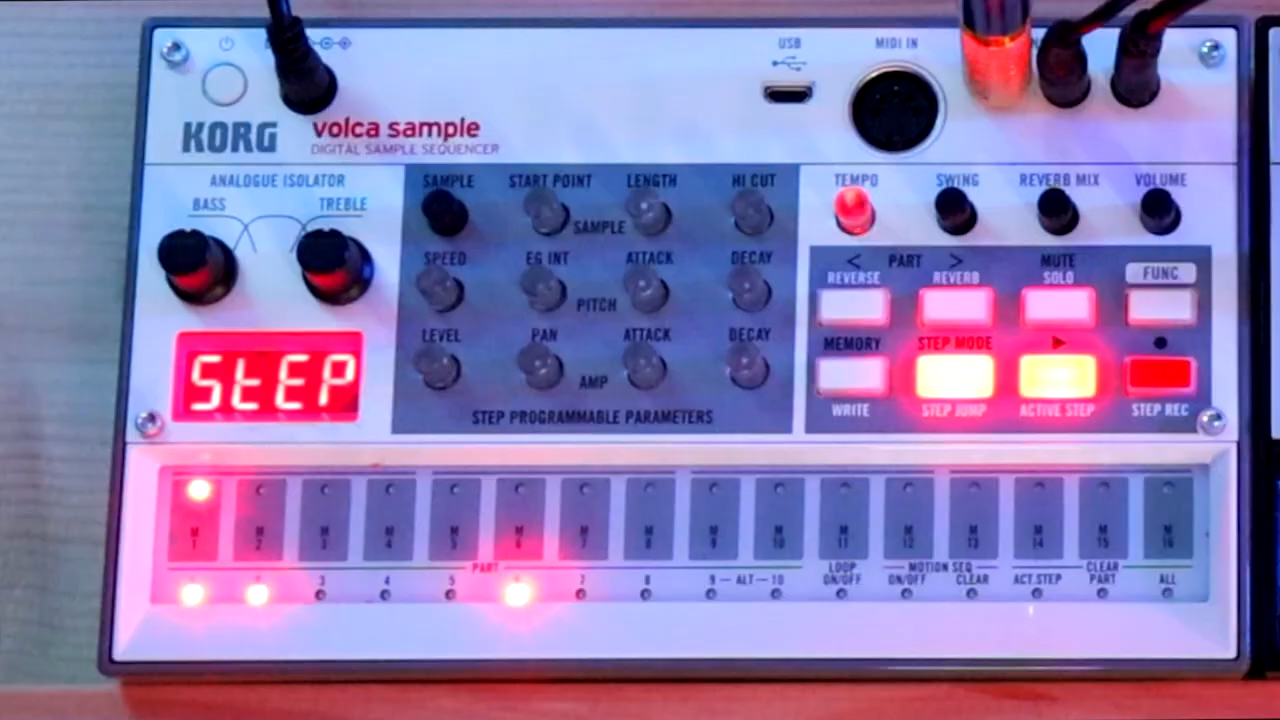 USB
MIDI IN
KORG
volca sample
DIGITAL SAMPLE SEQUENCER
ANALOGUE ISOLATOR
BASS
TREBLE
SAMPLE
START POINT
LENGTH
HI CUT
SAMPLE
SPEED
EG INT
ATTACK
DECAY
PITCH
LEVEL
PAN
ATTACK
DECAY
AMP
STEP PROGRAMMABLE PARAMETERS
TEMPO
SWING
REVERB MIX
VOLUME
< PART >
MUTE
REVERSE
REVERB
SOLO
FUNC
MEMORY
STEP MODE
WRITE
STEP JUMP
ACTIVE STEP
STEP REC
StEP
M M M M M M M M M M M M M M M M
1 2 3 4 5 6 7 8 9 10 11 12 13 14 15 16
PART
LOOP
MOTION SEQ
CLEAR
3 4 5 7 8 9 — ALT — 10
ON/OFF
ON/OFF
CLEAR
ACT.STEP
PART
ALL